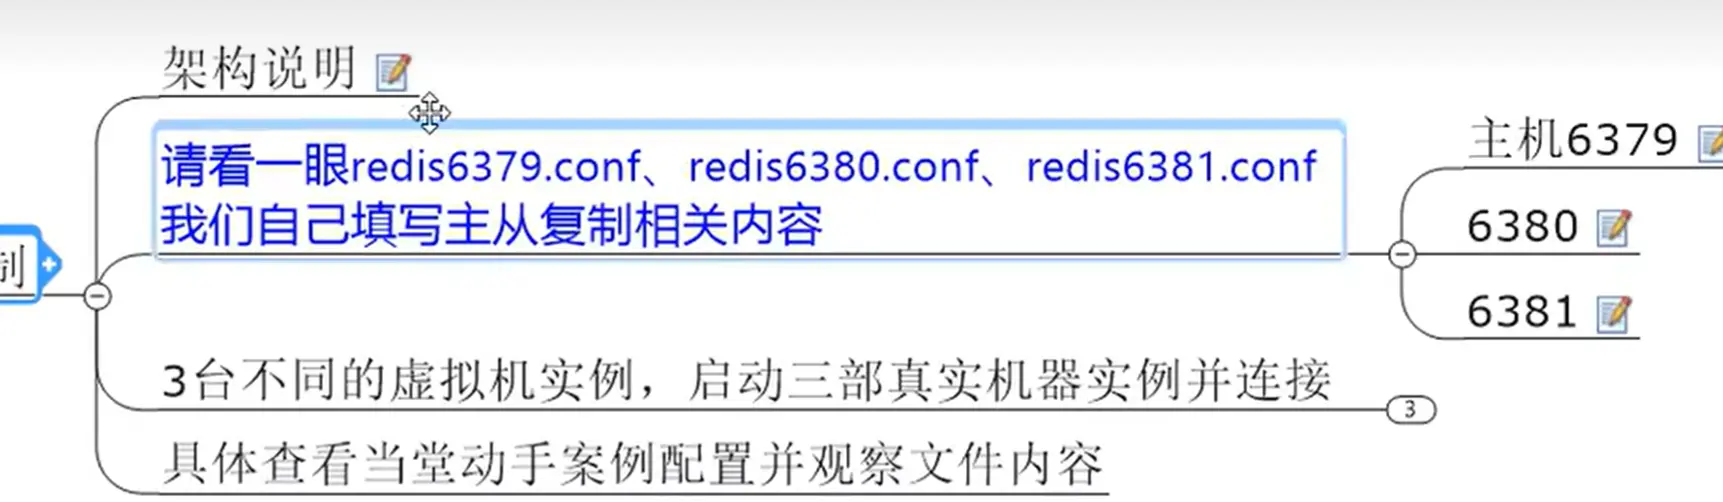 架构说明
请看一眼redis6379.conf、redis6380.conf、redis6381.conf
我们自己填写主从复制相关内容
主机6379
6380
6381
制
3台不同的虚拟机实例，启动三部真实机器实例并连接
3
具体查看当堂动手案例配置并观察文件内容